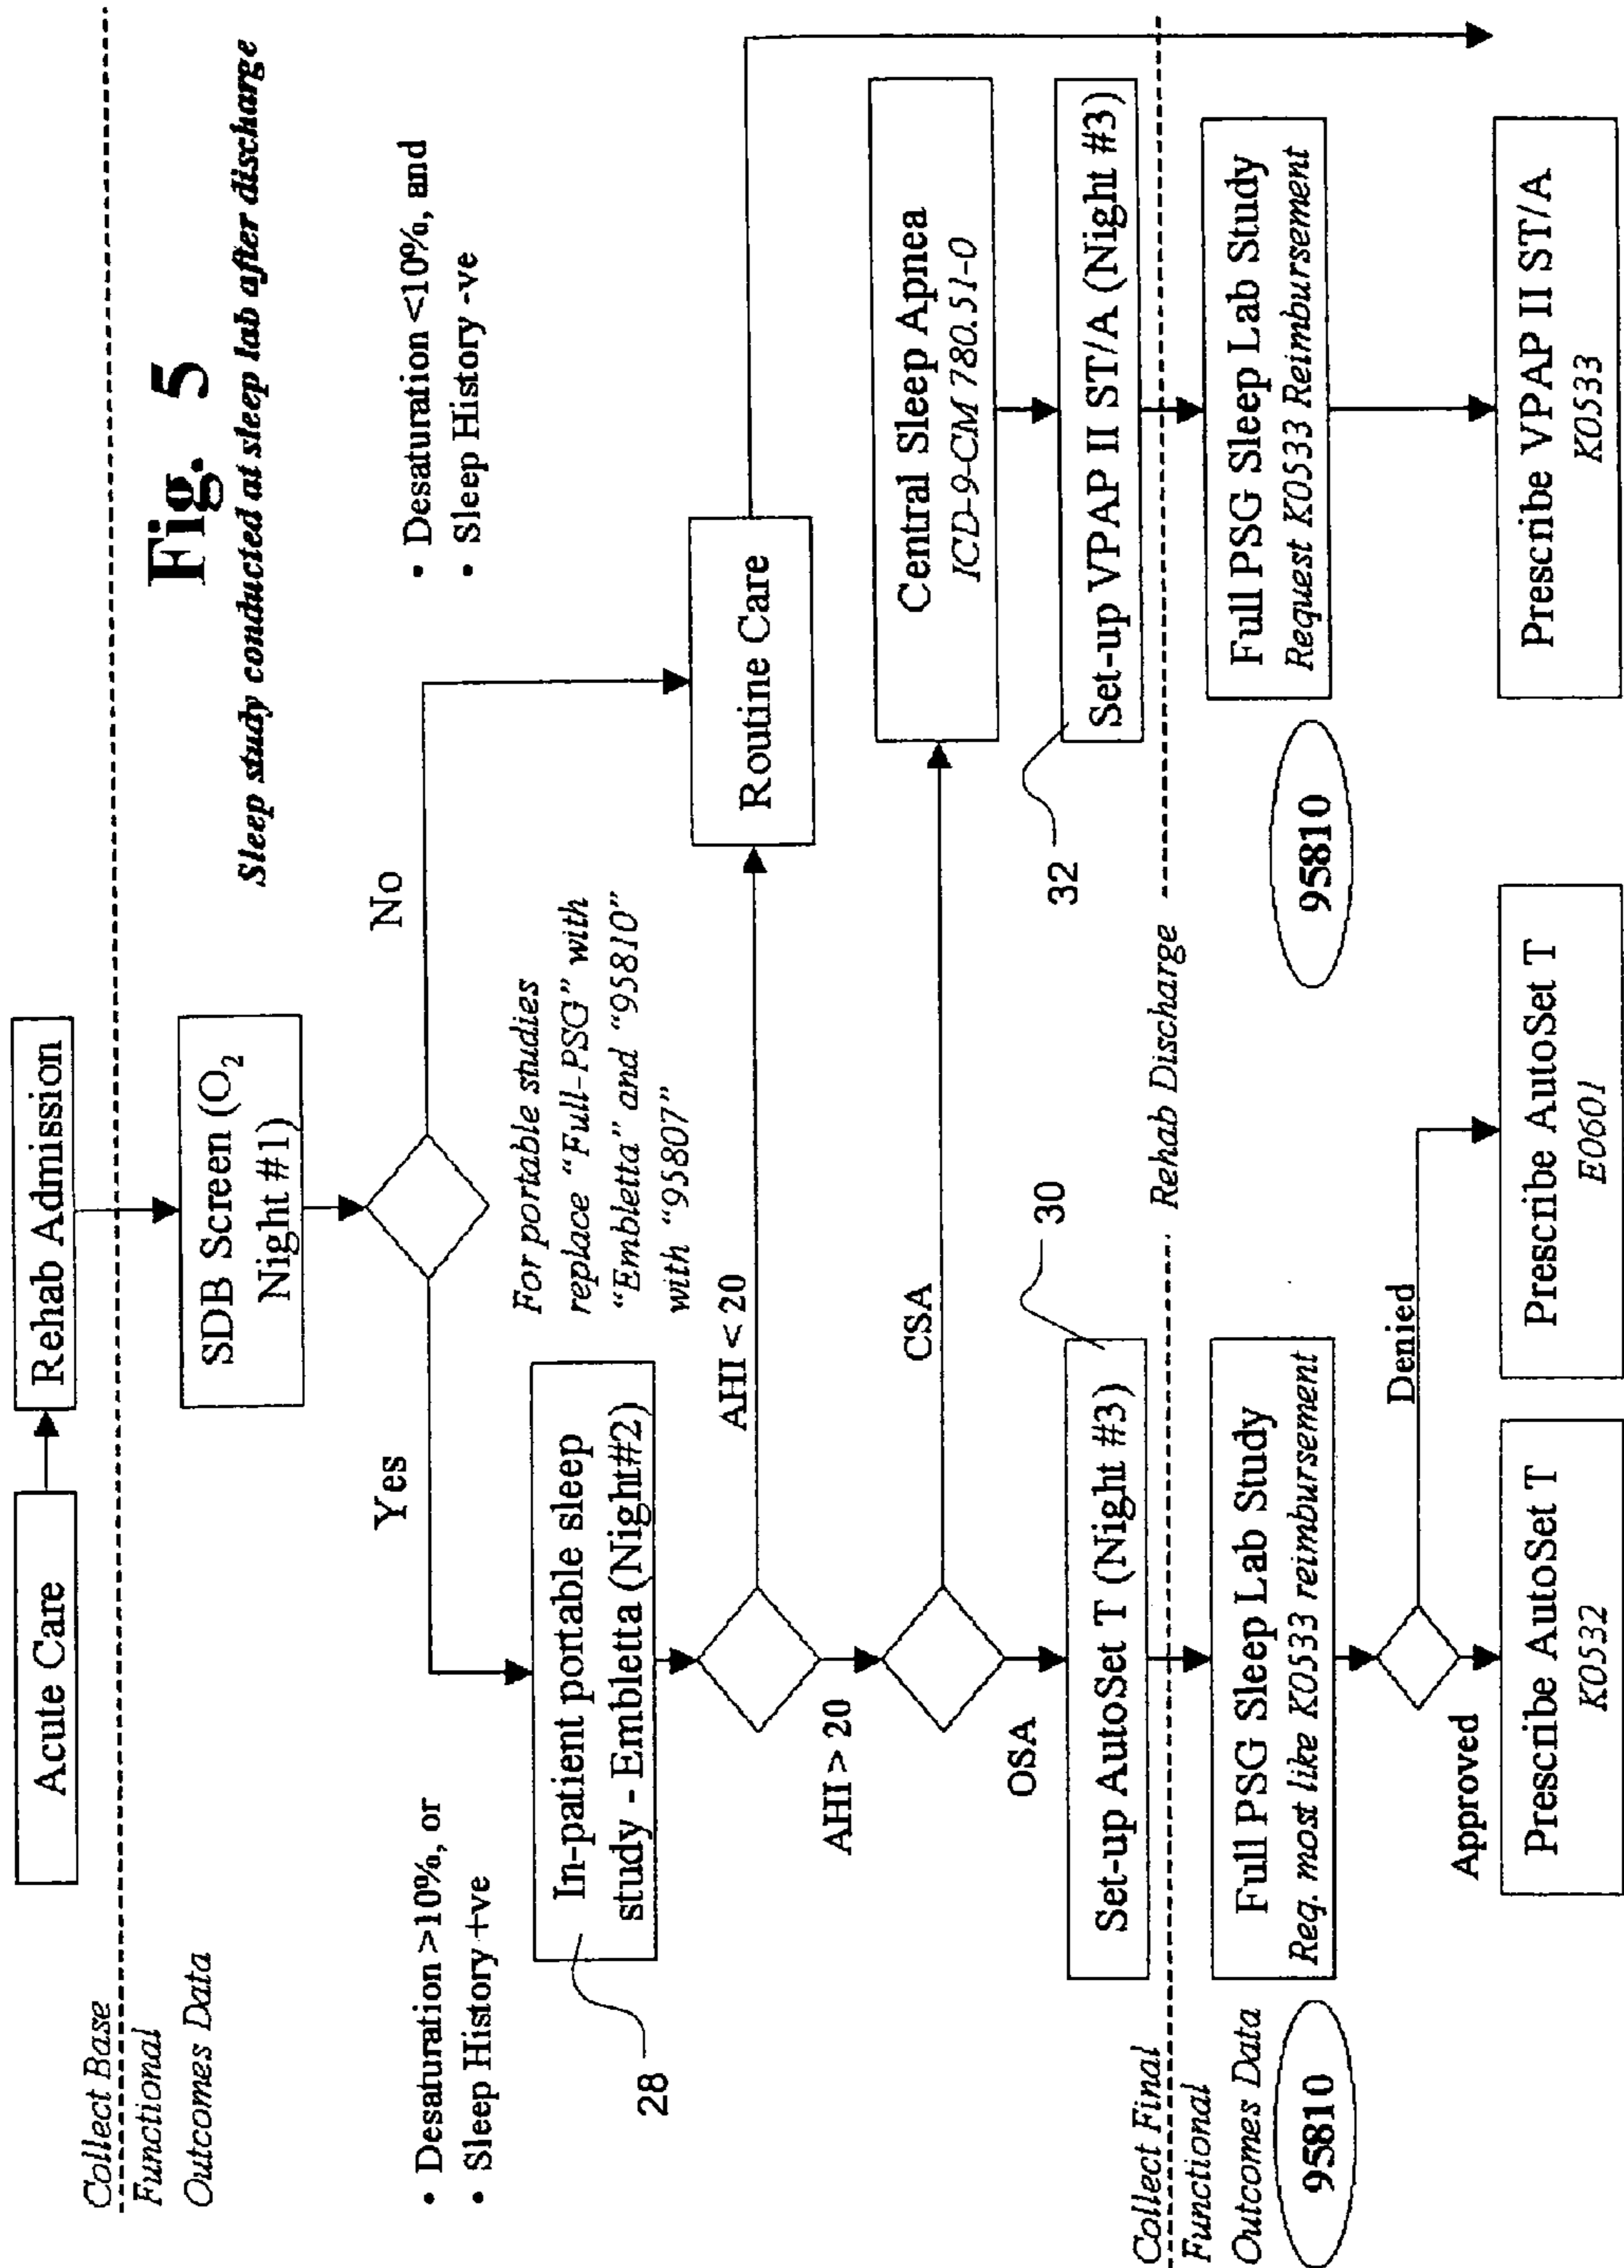 Fig. 5
Sleep study conducted at sleep lab after discharge
Acute Care
Rehab Admission
Collect Base
Functional
Outcomes Data
SDB Screen (O₂
Night #1)
Yes
No
• Desaturation >10%, or
• Sleep History +ve
• Desaturation <10%, and
• Sleep History -ve
In-patient portable sleep
study - Embletta (Night#2)
28
For portable studies
replace "Full-PSG" with
"Embletta" and "95810"
with "95807"
Routine Care
AHI < 20
AHI > 20
CSA
OSA
Central Sleep Apnea
ICD-9-CM 780.51-0
Set-up AutoSet T (Night #3)
30
Set-up VPAP II ST/A (Night #3)
32
Collect Final
Functional
Outcomes Data
Rehab Discharge
95810
Full PSG Sleep Lab Study
Req. most like K0533 reimbursement
95810
Full PSG Sleep Lab Study
Request K0533 Reimbursement
Approved
Denied
Prescribe AutoSet T
K0532
Prescribe AutoSet T
E0601
Prescribe VPAP II ST/A
K0533